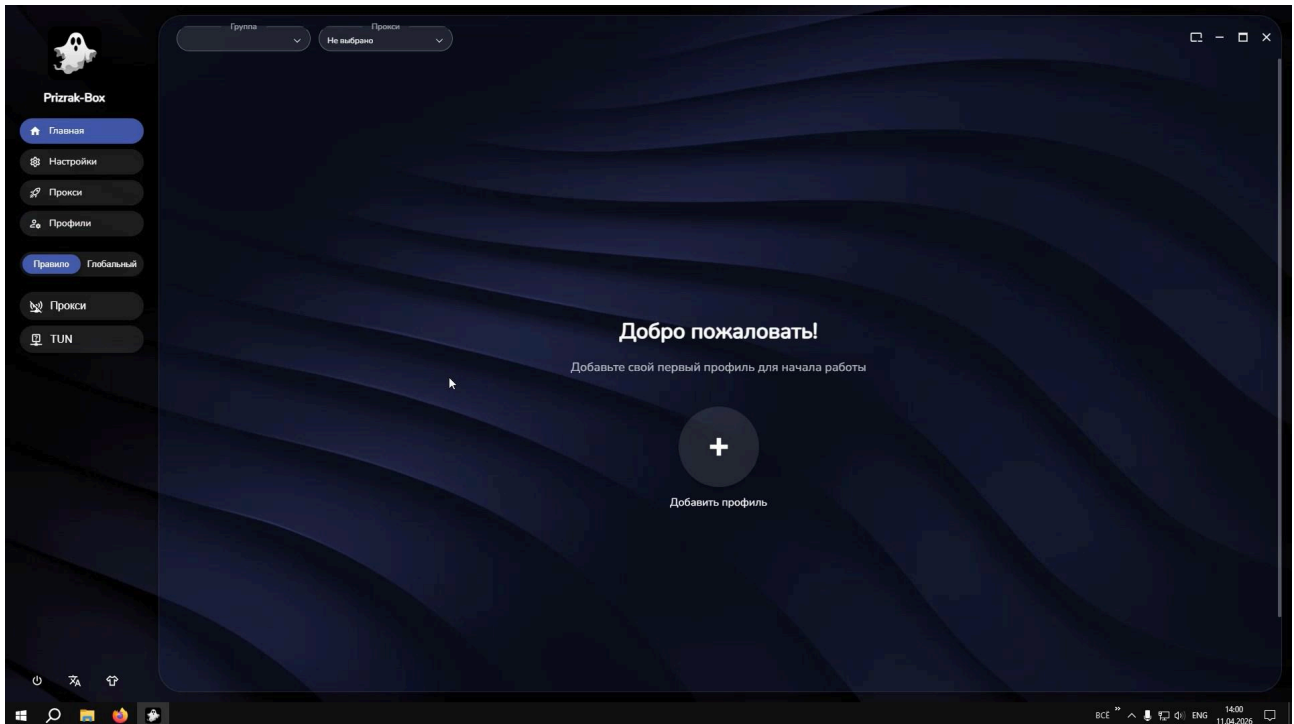 Группа
Прокси
Не выбрано
Prizrak-Box
Главная
Настройки
Прокси
Профили
Правило
Глобальный
Прокси
TUN
Добро пожаловать!
Добавьте свой первый профиль для начала работы
Добавить профиль
ВСЁ
ENG
14:00
11.04.2026